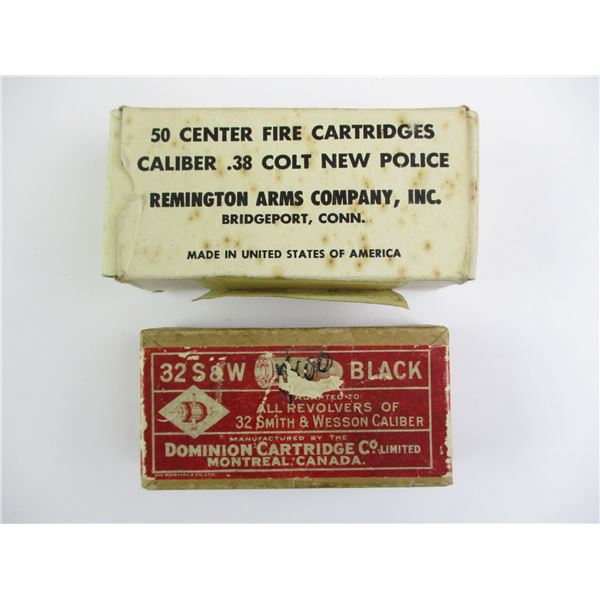 50 CENTER FIRE CARTRIDGES
CALIBER .38 COLT NEW POLICE
REMINGTON ARMS COMPANY, INC.
BRIDGEPORT, CONN.
MADE IN UNITED STATES OF AMERICA
32 S&W BLACK
ADAPTED TO
ALL REVOLVERS OF
32 SMITH & WESSON CALIBER
MANUFACTURED BY THE
DOMINION CARTRIDGE CO. LIMITED
MONTREAL, CANADA.